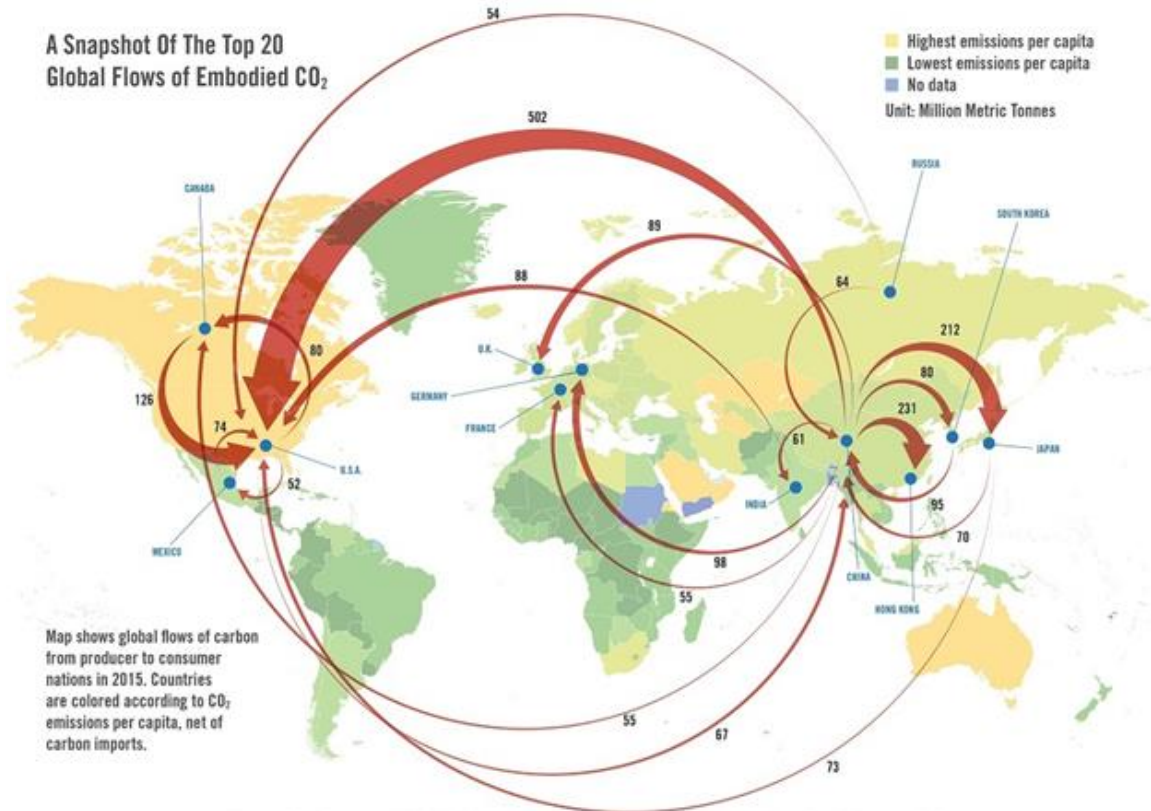 A Snapshot Of The Top 20
Global Flows of Embodied CO₂
54
Highest emissions per capita
Lowest emissions per capita
No data
Unit: Million Metric Tonnes
502
RUSSIA
CANADA
SOUTH KOREA
89
88
64
212
U.K.
80
80
GERMANY
126
231
FRANCE
74
61
JAPAN
U.S.A.
52
INDIA
95
70
MEXICO
98
CHINA
55
HONG KONG
Map shows global flows of carbon
from producer to consumer
nations in 2015. Countries
are colored according to CO₂
emissions per capita, net of
carbon imports.
55
67
73